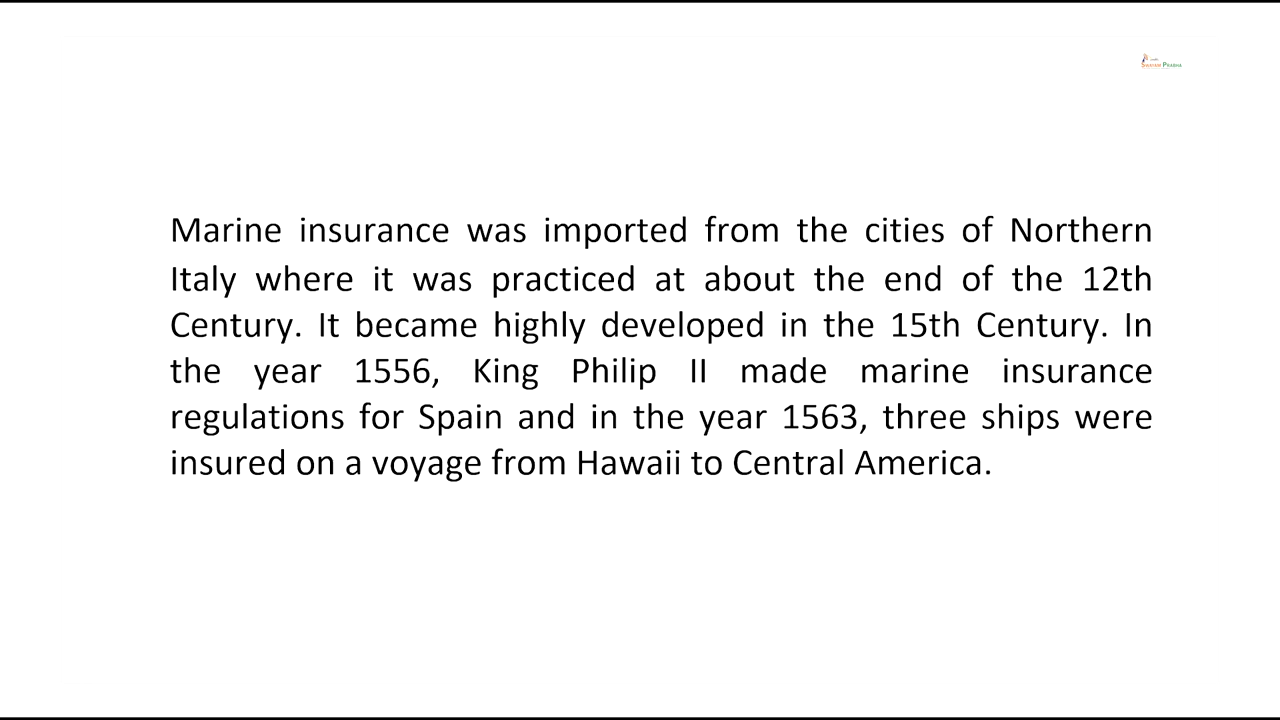 Swayam Prabha
Marine insurance was imported from the cities of Northern
Italy where it was practiced at about the end of the 12th
Century. It became highly developed in the 15th Century. In
the year 1556, King Philip II made marine insurance
regulations for Spain and in the year 1563, three ships were
insured on a voyage from Hawaii to Central America.